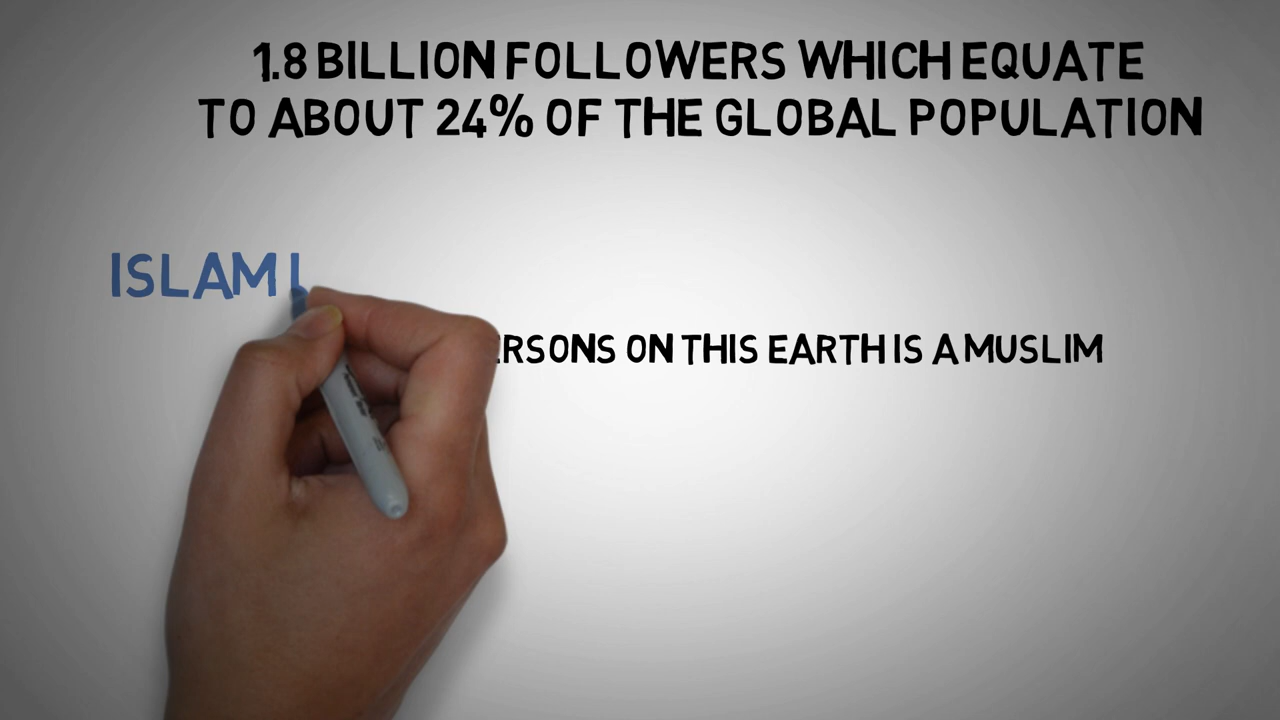 1.8 BILLION FOLLOWERS WHICH EQUATE
TO ABOUT 24% OF THE GLOBAL POPULATION
ISLAM
ON THIS EARTH IS A MUSLIM